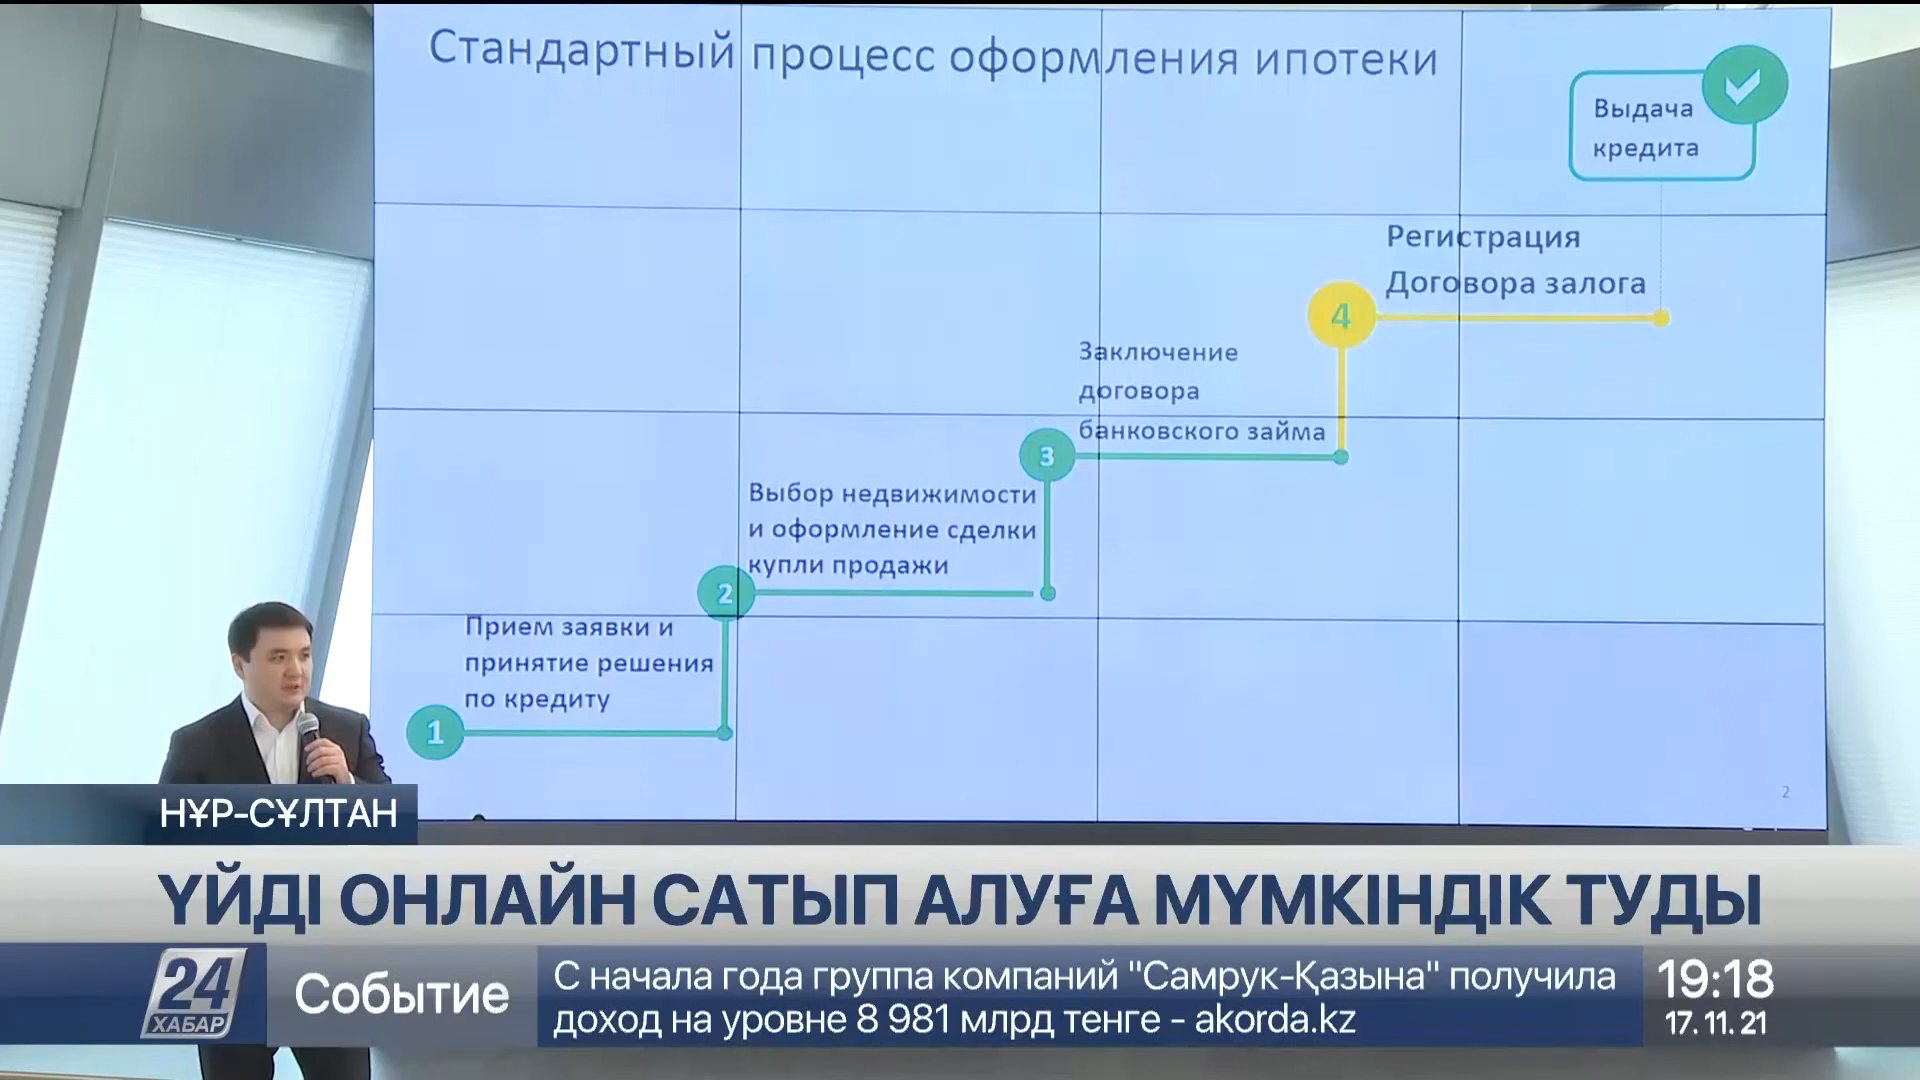 Стандартный процесс оформления ипотеки
Выдача
кредита
Регистрация
Договора залога
4
Заключение
договора
банковского займа
3
Выбор недвижимости
и оформление сделки
купли продажи
2
Прием заявки и
принятие решения
по кредиту
1
2
НҰР-СҰЛТАН
ҮЙДІ ОНЛАЙН САТЫП АЛУҒА МҮМКІНДІК ТУДЫ
24
ХАБАР
Событие
С начала года группа компаний "Самрук-Қазына" получила
доход на уровне 8 981 млрд тенге - akorda.kz
19:18
17. 11. 21